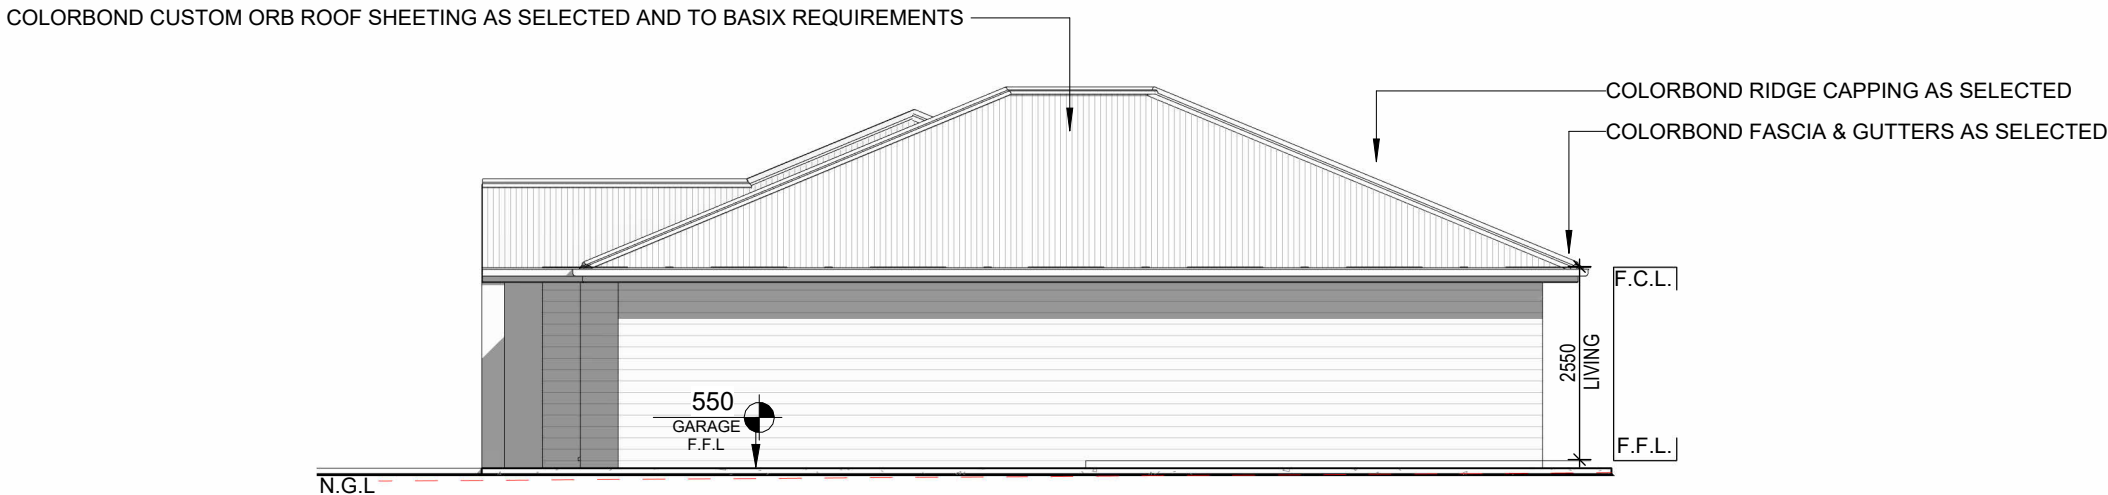 COLORBOND CUSTOM ORB ROOF SHEETING AS SELECTED AND TO BASIX REQUIREMENTS
COLORBOND RIDGE CAPPING AS SELECTED
COLORBOND FASCIA & GUTTERS AS SELECTED
F.C.L.
2550
LIVING
550
GARAGE
F.F.L
F.F.L.
N.G.L